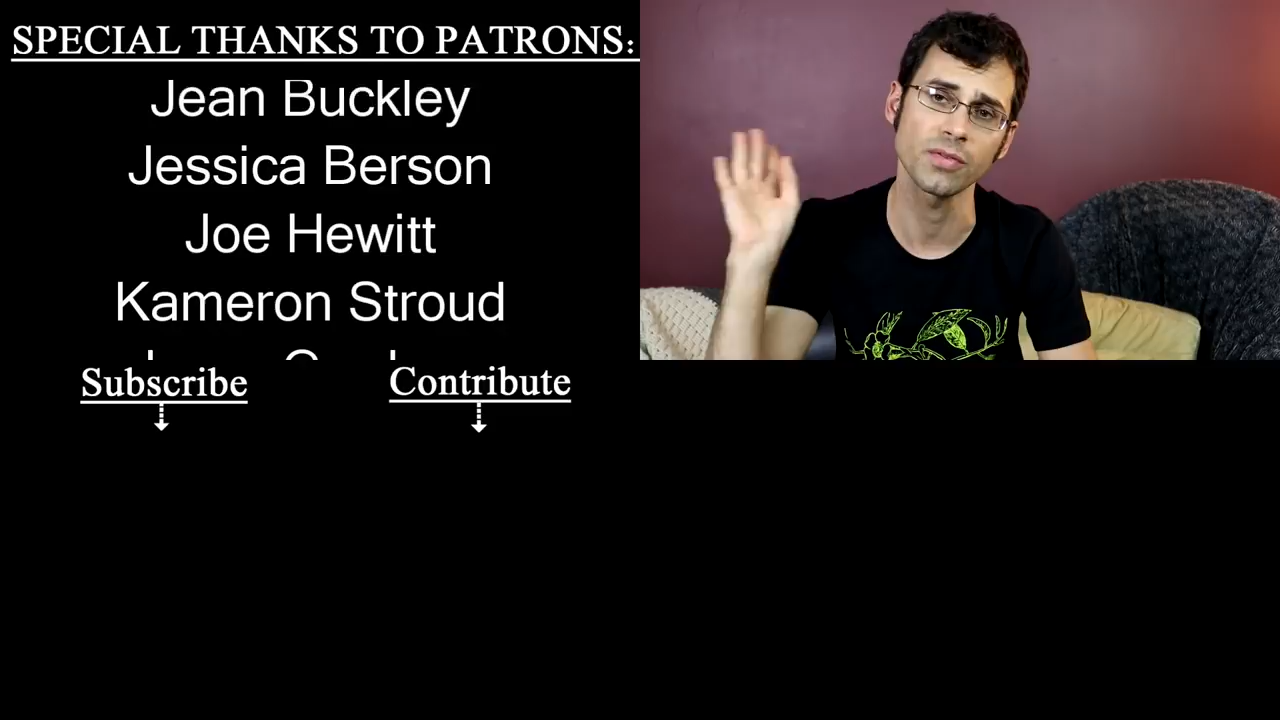 SPECIAL THANKS TO PATRONS:
Jean Buckley
Jessica Berson
Joe Hewitt
Kameron Stroud
Subscribe
Contribute